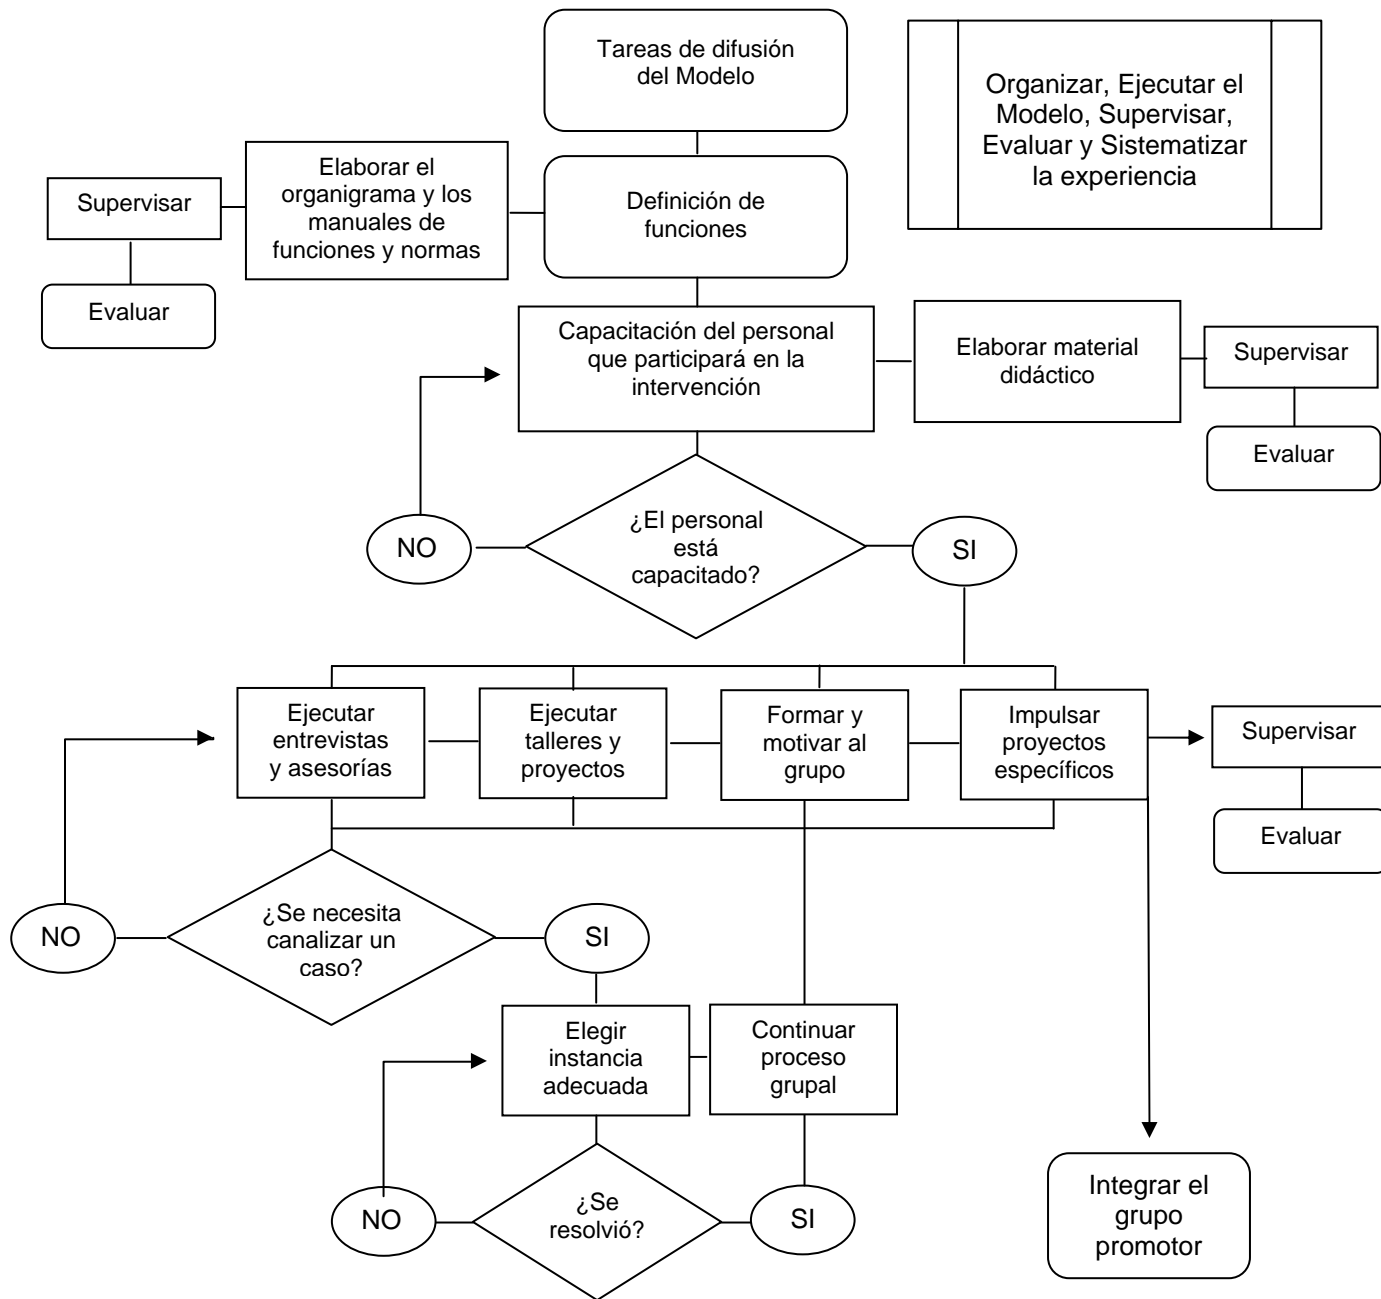 Tareas de difusión
del Modelo
Organizar, Ejecutar el
Modelo, Supervisar,
Evaluar y Sistematizar
la experiencia
Supervisar
Elaborar el
organigrama y los
manuales de
funciones y normas
Definición de
funciones
Evaluar
Capacitación del personal
que participará en la
intervención
Elaborar material
didáctico
Supervisar
Evaluar
NO
¿El personal
está
capacitado?
SI
Ejecutar
entrevistas
y asesorías
Ejecutar
talleres y
proyectos
Formar y
motivar al
grupo
Impulsar
proyectos
específicos
Supervisar
Evaluar
NO
¿Se necesita
canalizar un
caso?
SI
Elegir
instancia
adecuada
Continuar
proceso
grupal
NO
¿Se
resolvió?
SI
Integrar el
grupo
promotor